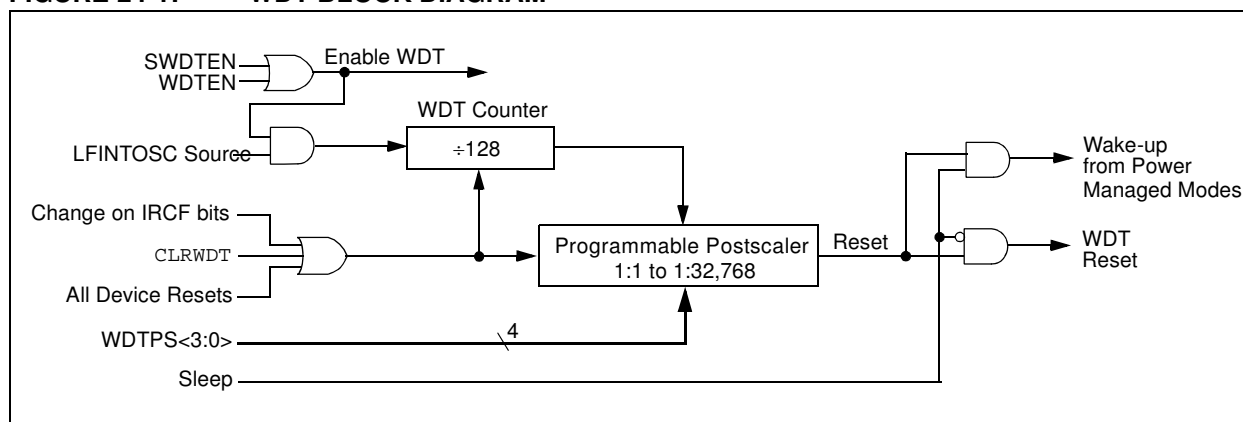 SWDTEN
WDTEN
Enable WDT
WDT Counter
÷128
LFINTOSC Source
Wake-up
from Power
Managed Modes
Change on IRCF bits
CLRWDT
All Device Resets
Programmable Postscaler
1:1 to 1:32,768
Reset
WDT
Reset
WDTPS<3:0>
4
Sleep